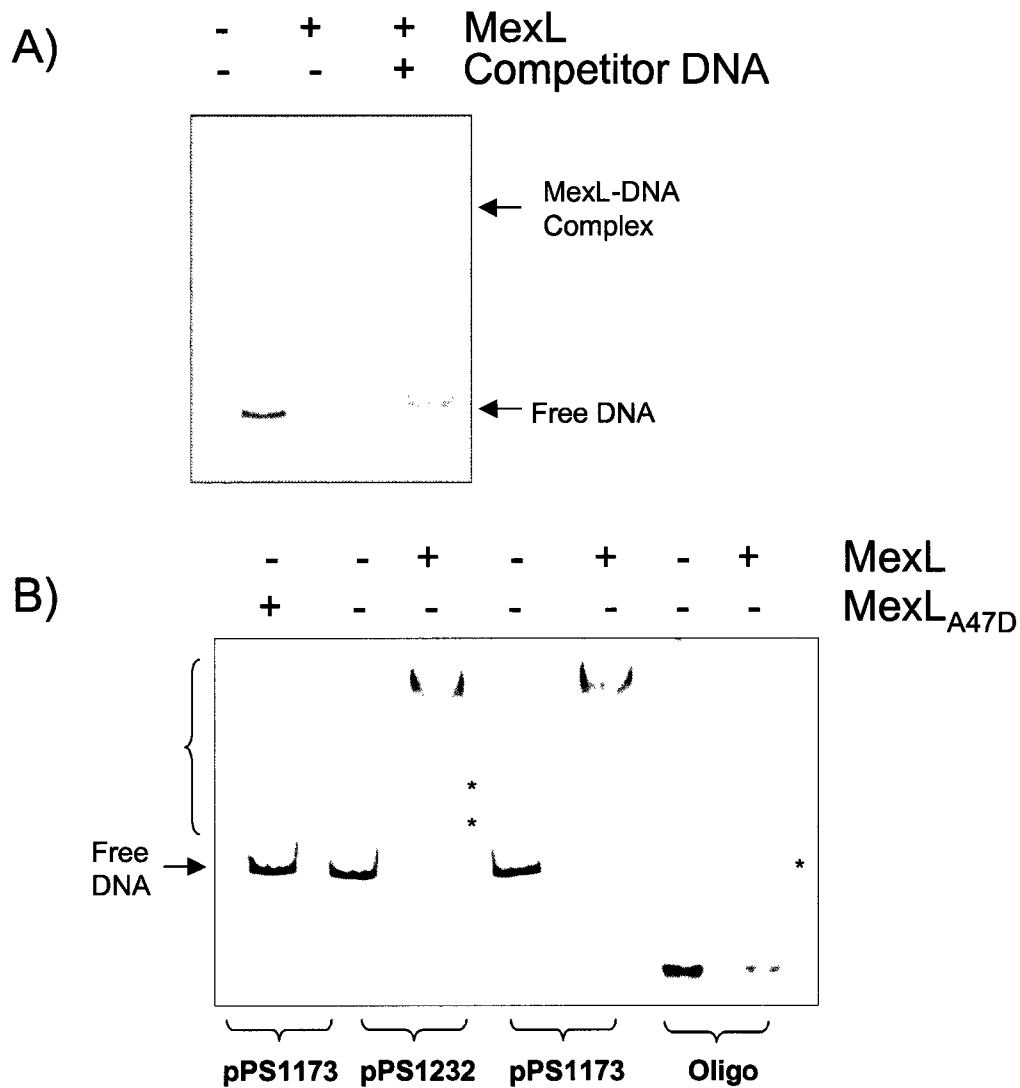 A)
- + + MexL
- - + Competitor DNA
MexL-DNA
Complex
Free DNA
B)
- - + - + - + MexL
+ - - - - - - MexLA47D
*
*
Free
DNA
*
pPS1173 pPS1232 pPS1173 Oligo